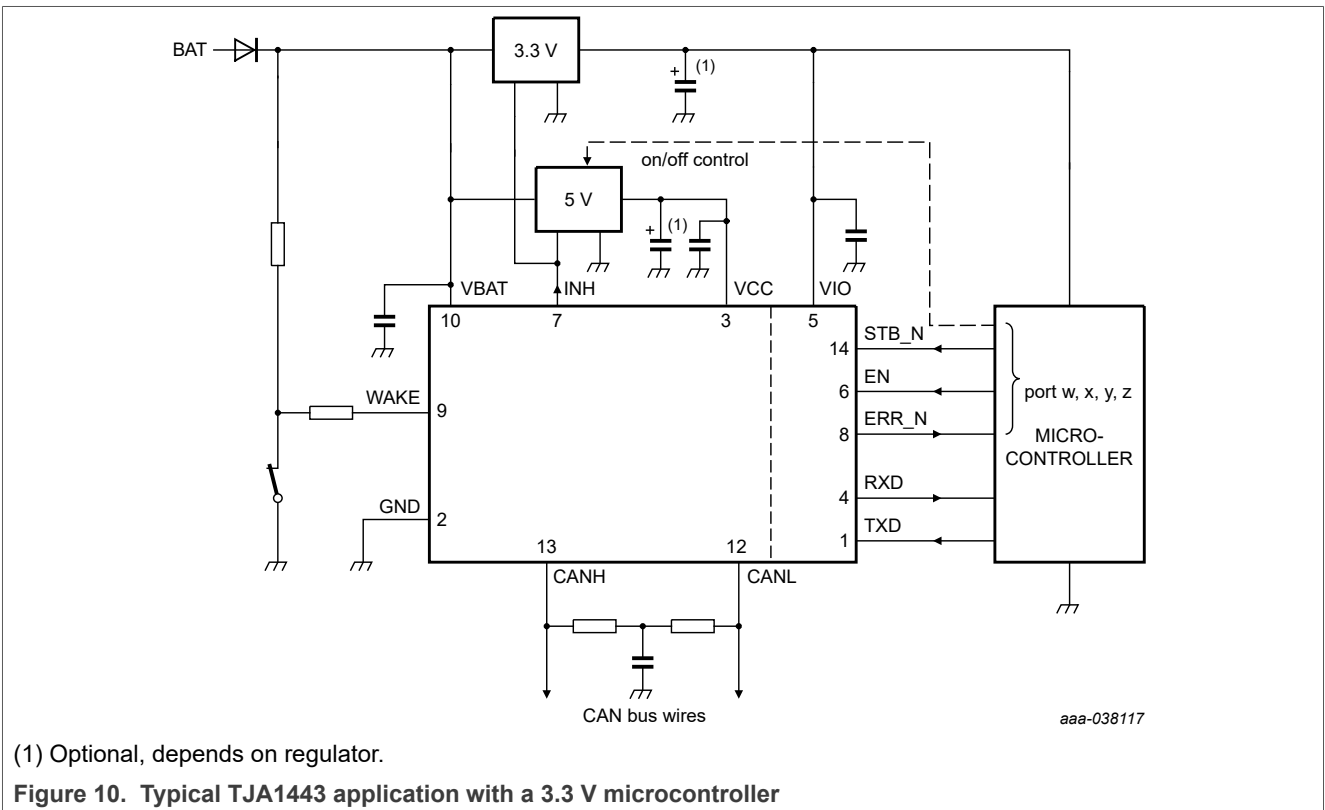 BAT
3.3 V
+ (1)
on/off control
5 V
+ (1)
VBAT
INH
VCC
VIO
10
7
3
5
STB_N
14
EN
6
port w, x, y, z
WAKE
9
ERR_N
8
MICRO-
CONTROLLER
RXD
4
GND
2
TXD
1
13
12
CANH
CANL
CAN bus wires
aaa-038117
(1) Optional, depends on regulator.
Figure 10. Typical TJA1443 application with a 3.3 V microcontroller